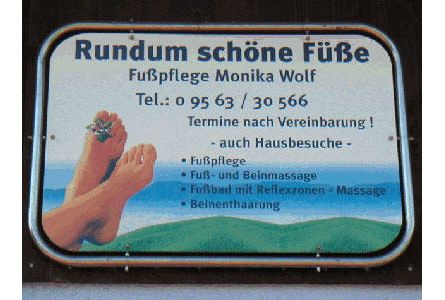 Rundum schöne Füße
Fußpflege Monika Wolf
Tel.: 0 95 63 / 30 566
Termine nach Vereinbarung !
- auch Hausbesuche -
• Fußpflege
• Fuß- und Beinmassage
• Fußbad mit Reflexzonen - Massage
• Beinenthaarung